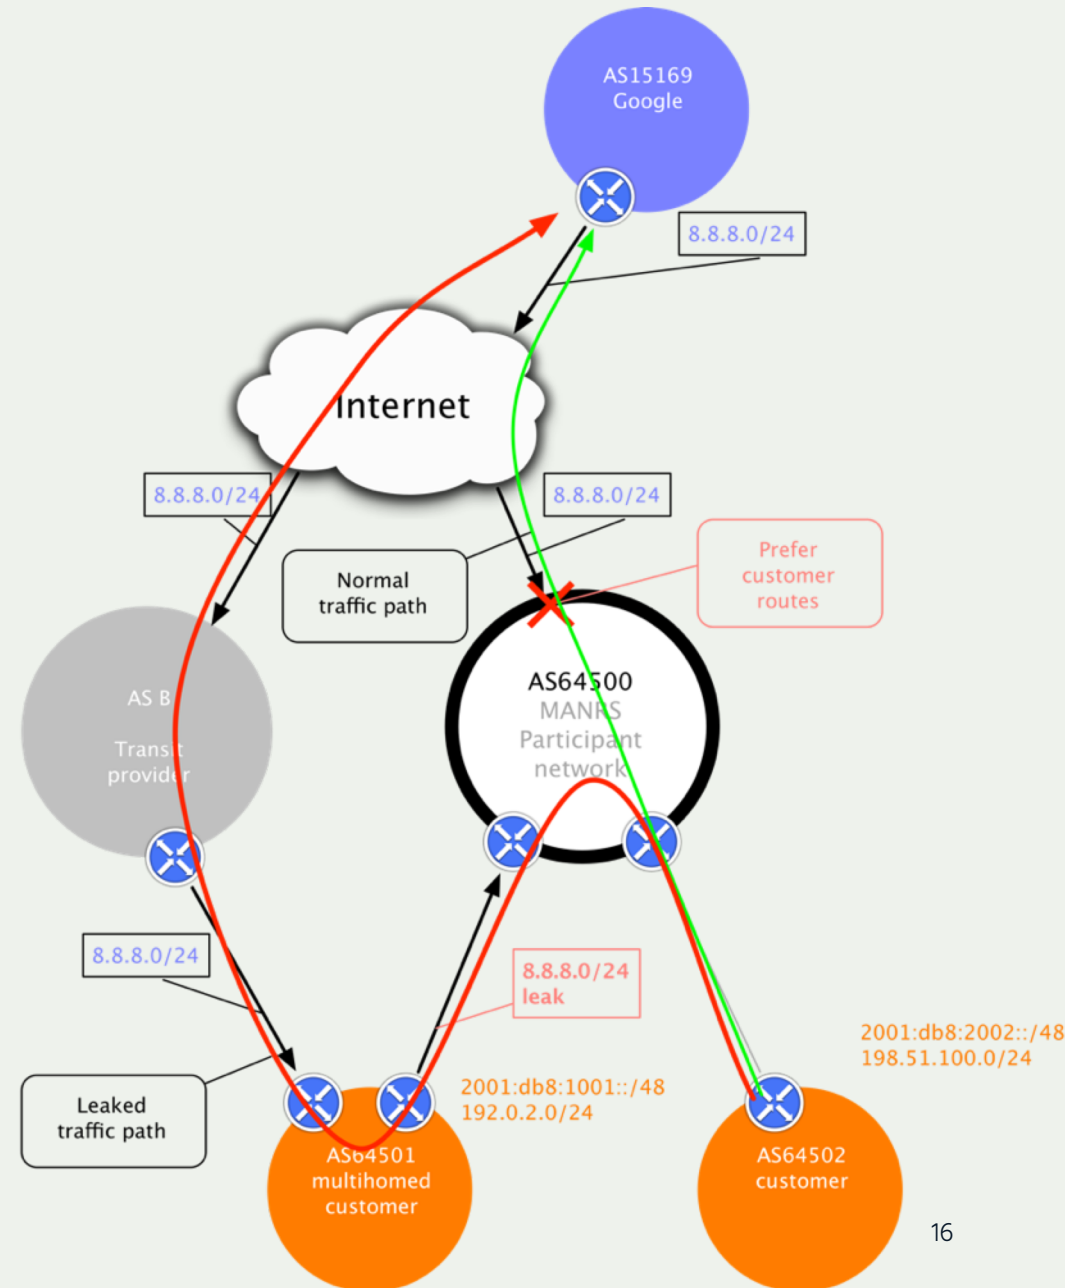 AS15169
Google
8.8.8.0/24
Internet
8.8.8.0/24
8.8.8.0/24
Normal
traffic path
Prefer
customer
routes
AS B
Transit
provider
AS64500
MANRS
Participant
network
8.8.8.0/24
8.8.8.0/24
leak
2001:db8:2002::/48
198.51.100.0/24
2001:db8:1001::/48
192.0.2.0/24
Leaked
traffic path
AS64501
multihomed
customer
AS64502
customer
16